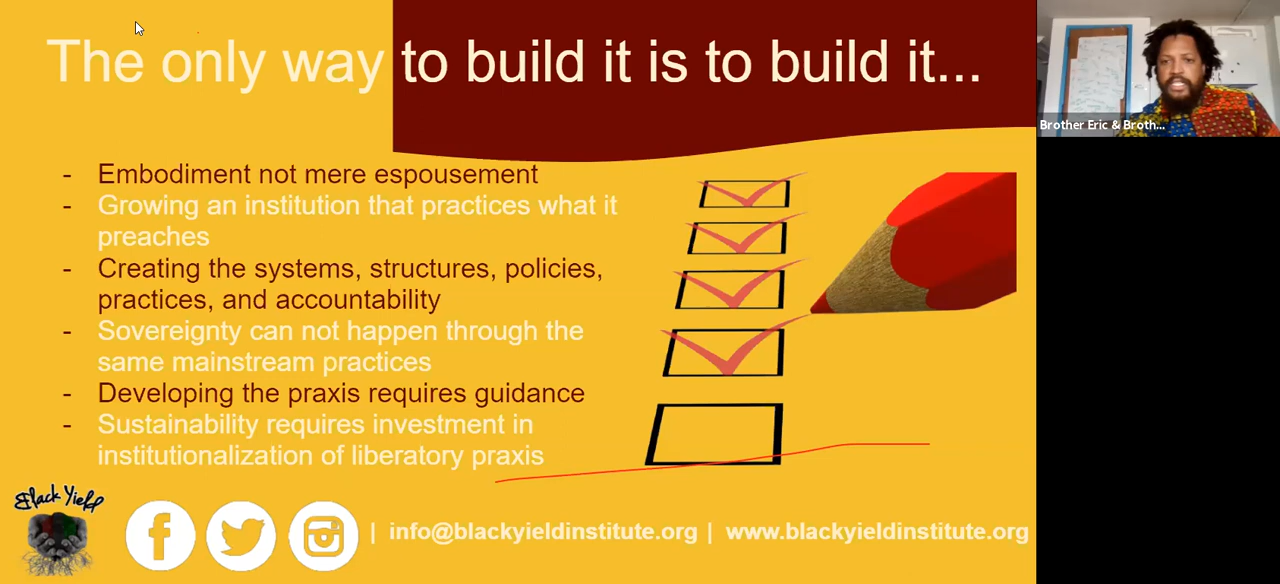 The only way to build it is to build it...
- Embodiment not mere espousement
- Growing an institution that practices what it
preaches
- Creating the systems, structures, policies,
practices, and accountability
- Sovereignty can not happen through the
same mainstream practices
- Developing the praxis requires guidance
- Sustainability requires investment in
institutionalization of liberatory praxis
Black Yield
| info@blackyieldinstitute.org | www.blackyieldinstitute.org
Brother Eric & Broth...